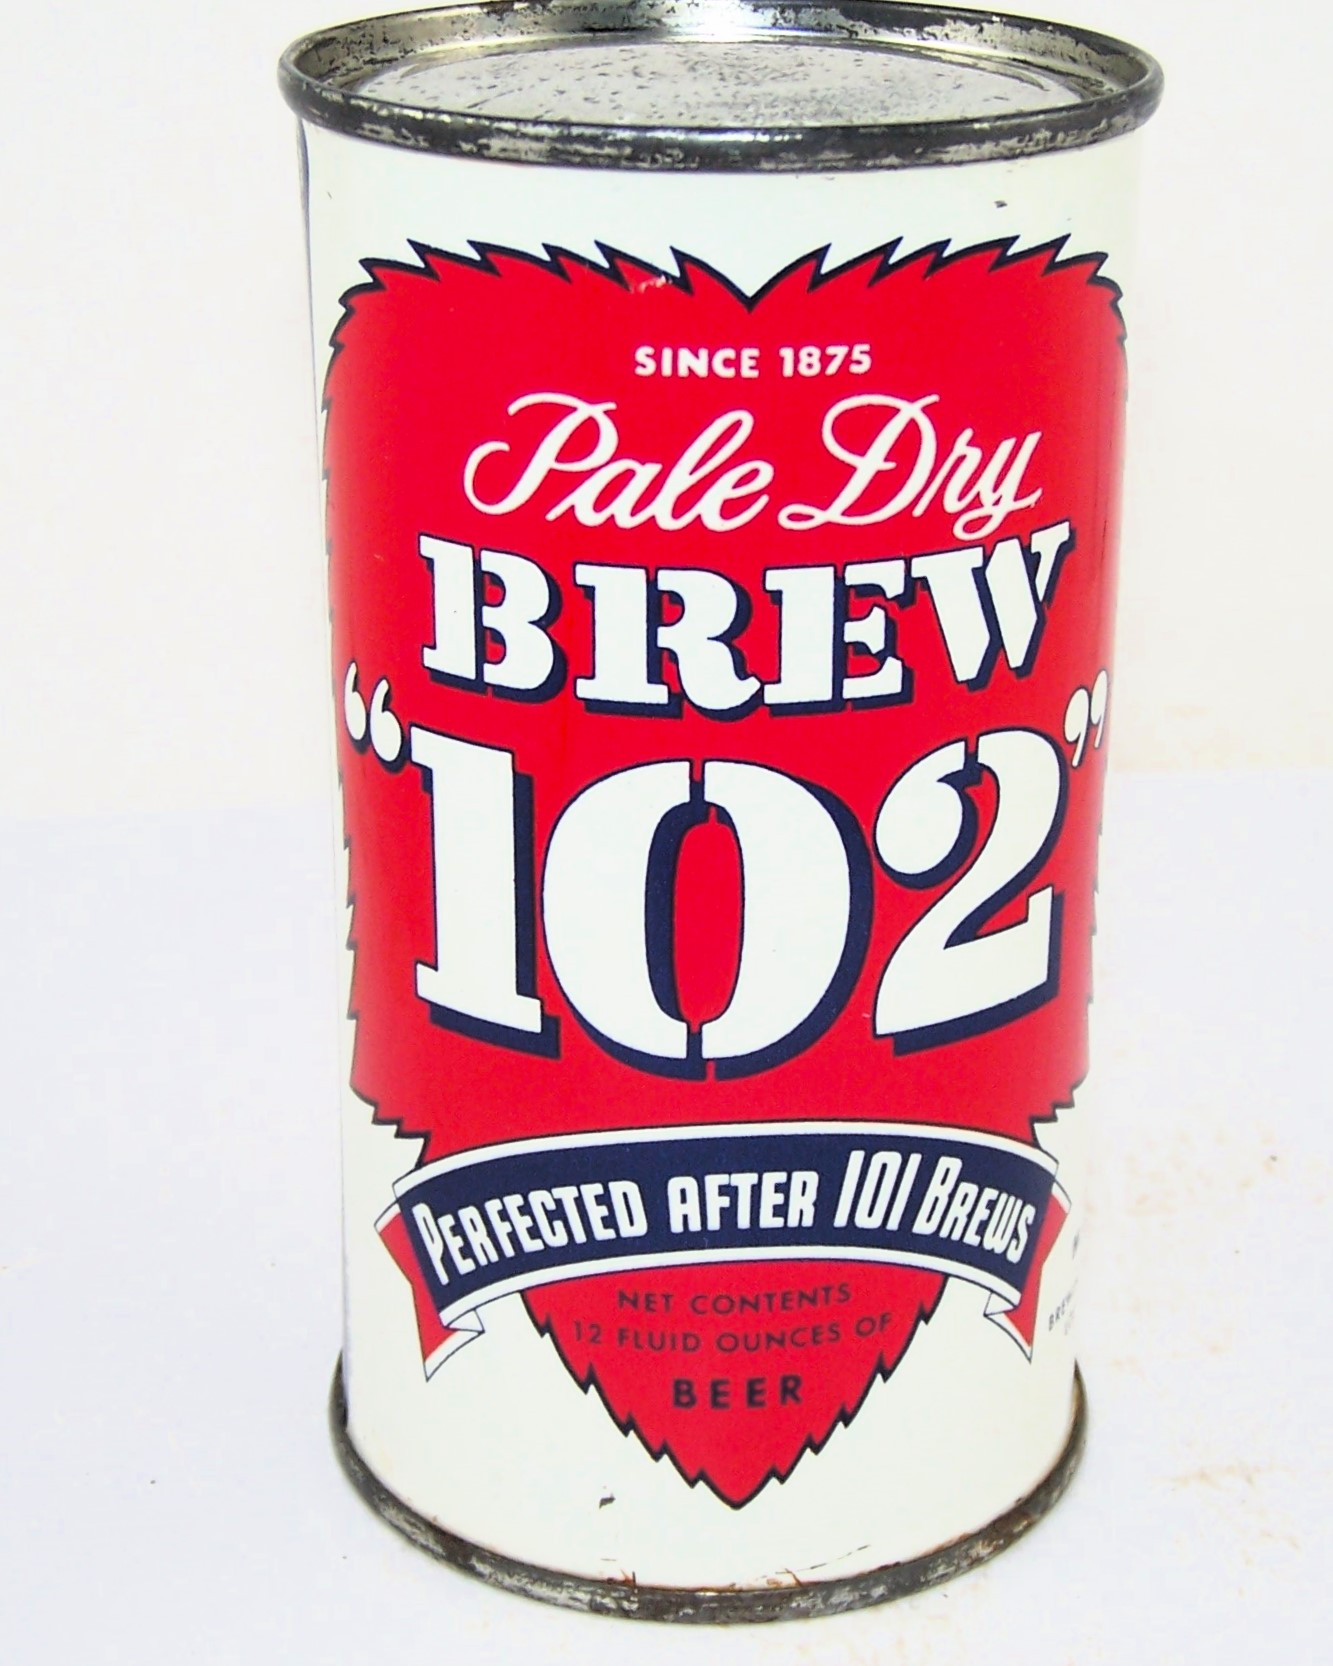 SINCE 1875
Pale Dry
BREW
“102”
PERFECTED AFTER 101 BREWS
NET CONTENTS
12 FLUID OUNCES OF
BEER